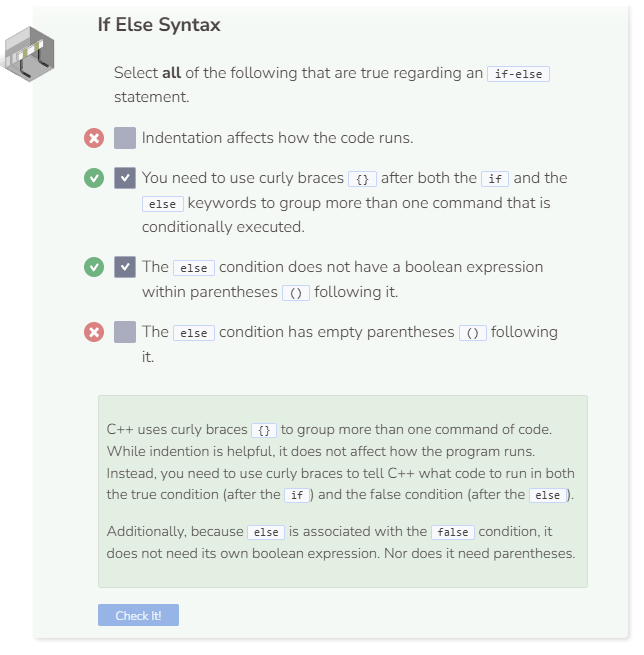 If Else Syntax
Select all of the following that are true regarding an if-else
statement.
Indentation affects how the code runs.
You need to use curly braces {} after both the if and the
else keywords to group more than one command that is
conditionally executed.
The else condition does not have a boolean expression
within parentheses () following it.
The else condition has empty parentheses () following
it.
C++ uses curly braces {} to group more than one command of code.
While indention is helpful, it does not affect how the program runs.
Instead, you need to use curly braces to tell C++ what code to run in both
the true condition (after the if) and the false condition (after the else).
Additionally, because else is associated with the false condition, it
does not need its own boolean expression. Nor does it need parentheses.
Check It!